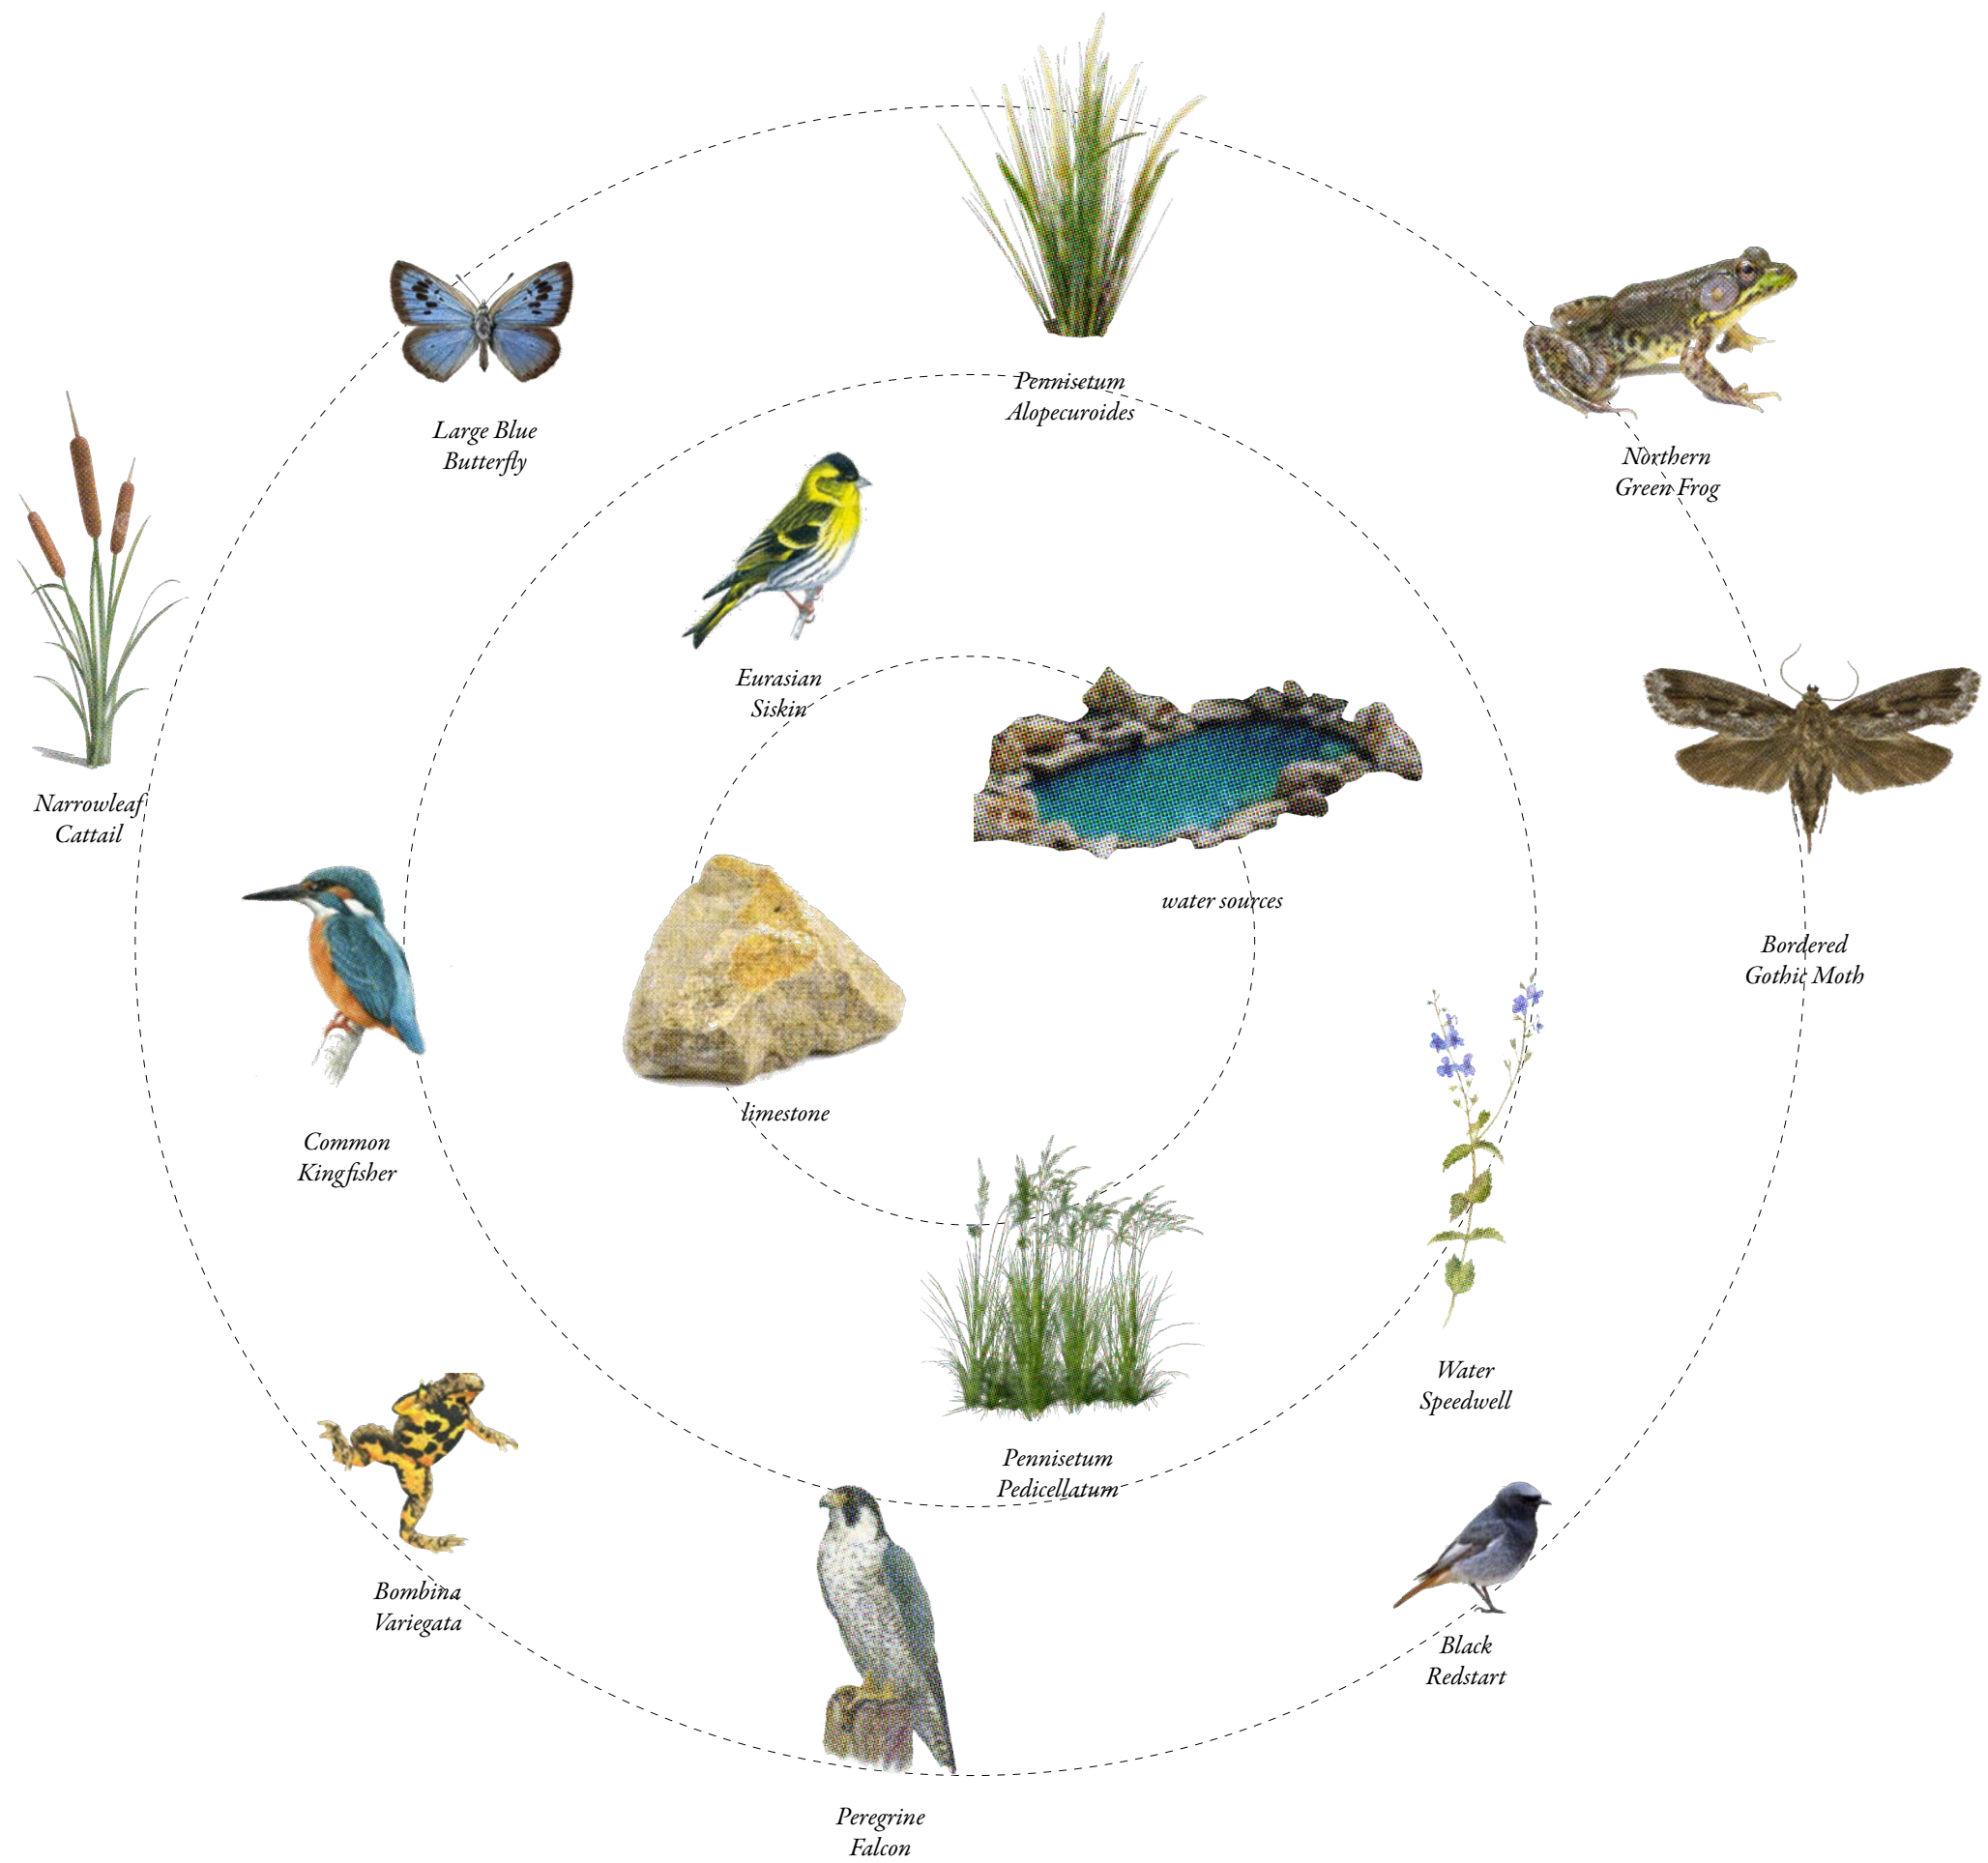 Pennisetum
Alopecuroides
Large Blue
Butterfly
Northern
Green Frog
Eurasian
Siskin
Narrowleaf
Cattail
water sources
Bordered
Gothic Moth
limestone
Common
Kingfisher
Water
Speedwell
Pennisetum
Pedicellatum
Bombina
Variegata
Black
Redstart
Peregrine
Falcon